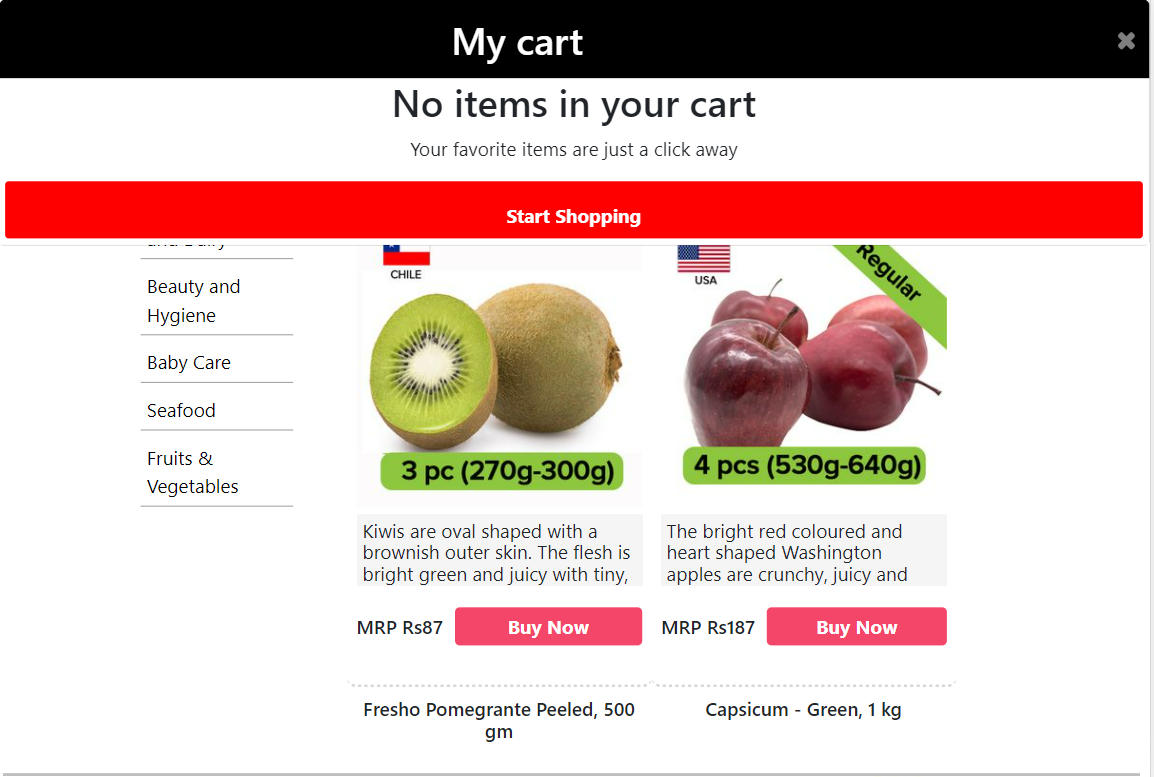 My cart
No items in your cart
Your favorite items are just a click away
Start Shopping
Beauty and
Hygiene
Baby Care
Seafood
Fruits &
Vegetables
CHILE
3 pc (270g-300g)
Kiwis are oval shaped with a
brownish outer skin. The flesh is
bright green and juicy with tiny,
MRP Rs87
Buy Now
USA
Regular
4 pcs (530g-640g)
The bright red coloured and
heart shaped Washington
apples are crunchy, juicy and
MRP Rs187
Buy Now
Fresho Pomegrante Peeled, 500
gm
Capsicum - Green, 1 kg